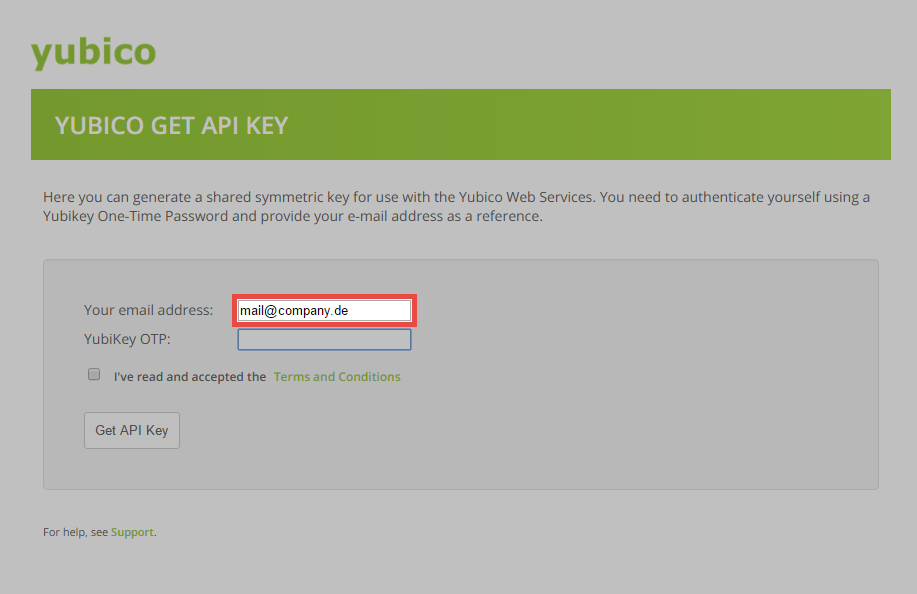 yubico
YUBICO GET API KEY
Here you can generate a shared symmetric key for use with the Yubico Web Services. You need to authenticate yourself using a
Yubikey One-Time Password and provide your e-mail address as a reference.
Your email address: mail@company.de
YubiKey OTP:
I've read and accepted the Terms and Conditions
Get API Key
For help, see Support.